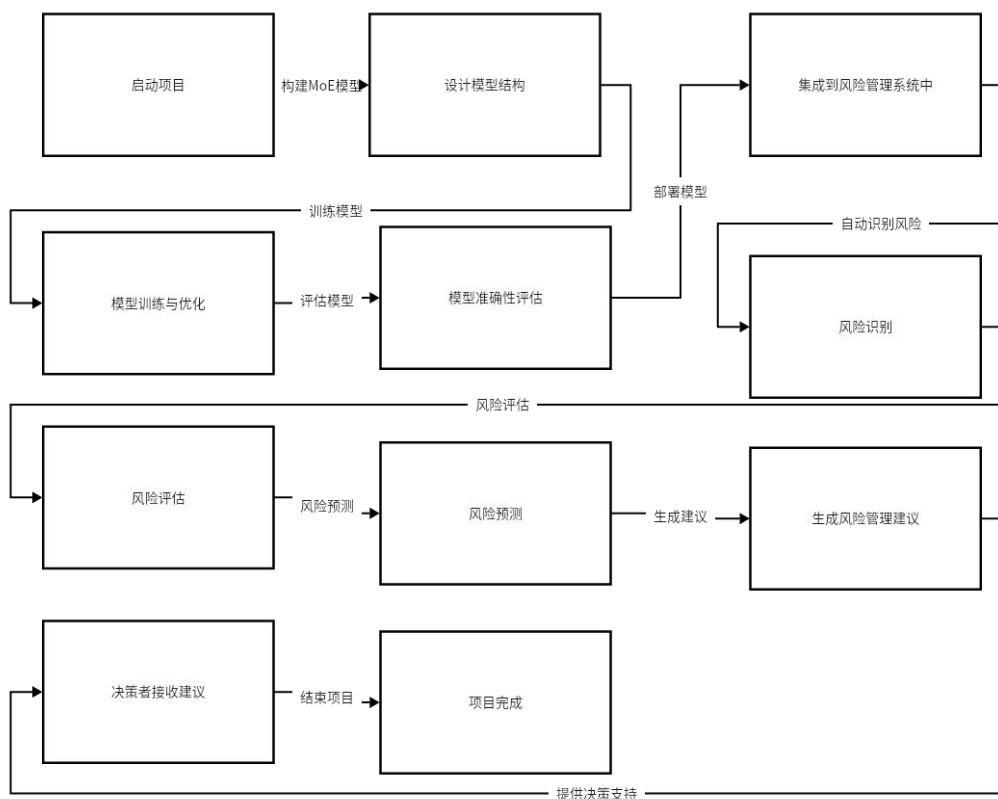 启动项目
构建MoE模型
设计模型结构
集成到风险管理系统中
部署模型
训练模型
自动识别风险
模型训练与优化
评估模型
模型准确性评估
风险识别
风险评估
风险评估
风险预测
风险预测
生成建议
生成风险管理建议
决策者接收建议
结束项目
项目完成
提供决策支持